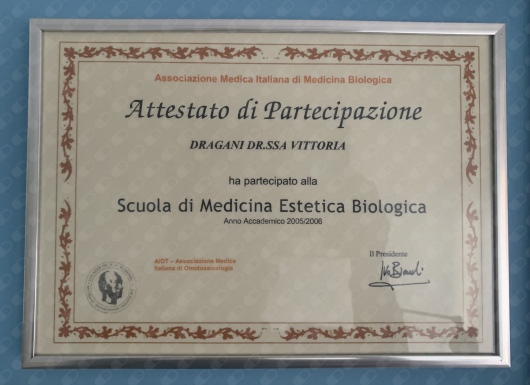 Associazione Medica Italiana di Medicina Biologica
Attestato di Partecipazione
DRAGANI DR.SSA VITTORIA
ha partecipato alla
Scuola di Medicina Estetica Biologica
Anno Accademico 2005/2006
AIOT – Associazione Medica
Italiana di Omotossicologia
Il Presidente